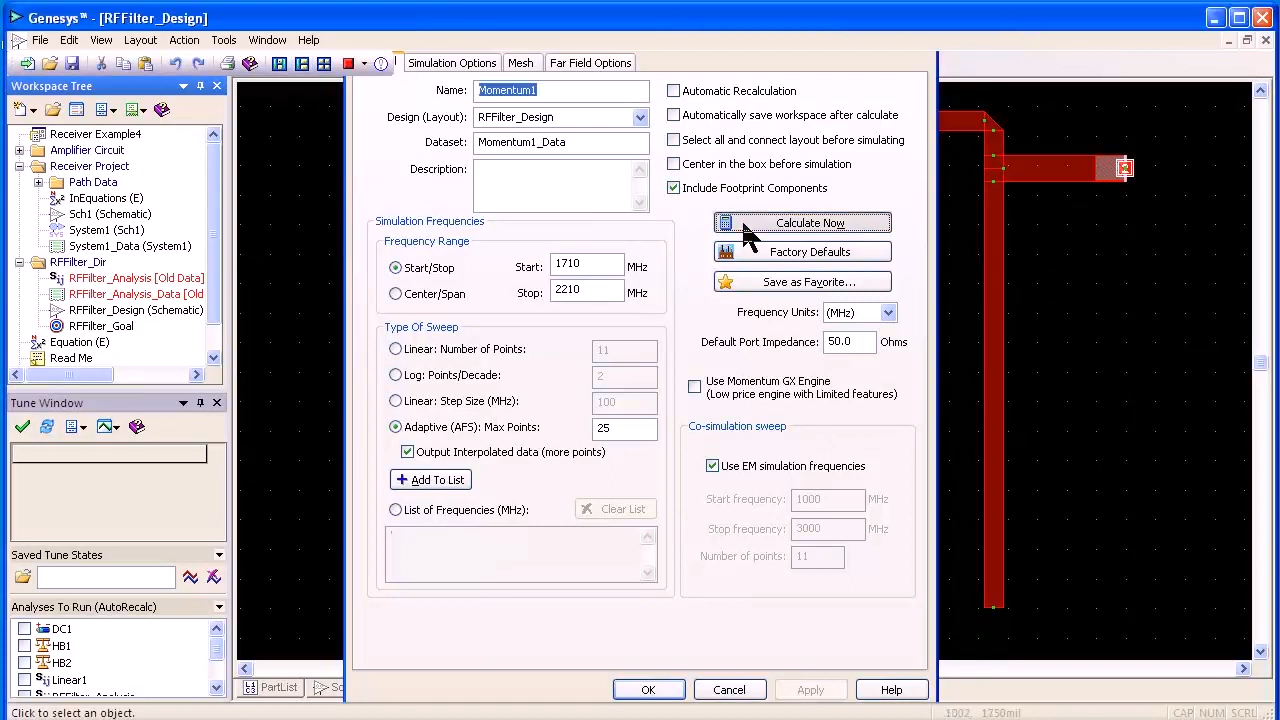 Genesys™ - [RFFilter_Design]
File Edit View Layout Action Tools Window Help
Simulation Options Mesh Far Field Options
Workspace Tree
Receiver Example4
Amplifier Circuit
Receiver Project
Path Data
InEquations (E)
Sch1 (Schematic)
System1 (Sch1)
System1_Data (System1)
RFFilter_Dir
RFFilter_Analysis [Old Data]
RFFilter_Analysis_Data [Old
RFFilter_Design (Schematic)
RFFilter_Goal
Equation (E)
Read Me
Tune Window
Saved Tune States
Analyses To Run (AutoRecalc)
DC1
HB1
HB2
Linear1
RFFilter_Analysis
Name: Momentum1
Design (Layout): RFFilter_Design
Dataset: Momentum1_Data
Description:
Simulation Frequencies
Frequency Range
Start/Stop Start: 1710 MHz
Center/Span Stop: 2210 MHz
Type Of Sweep
Linear: Number of Points: 11
Log: Points/Decade: 2
Linear: Step Size (MHz): 100
Adaptive (AFS): Max Points: 25
Output Interpolated data (more points)
Add To List
List of Frequencies (MHz): Clear List
Automatic Recalculation
Automatically save workspace after calculate
Select all and connect layout before simulating
Center in the box before simulation
Include Footprint Components
Calculate Now
Factory Defaults
Save as Favorite...
Frequency Units: (MHz)
Default Port Impedance: 50.0 Ohms
Use Momentum GX Engine
(Low price engine with Limited features)
Co-simulation sweep
Use EM simulation frequencies
Start frequency: 1000 MHz
Stop frequency: 3000 MHz
Number of points: 11
OK Cancel Apply Help
2
PartList
Click to select an object.
1002, 1750mil
CAP NUM SCRL